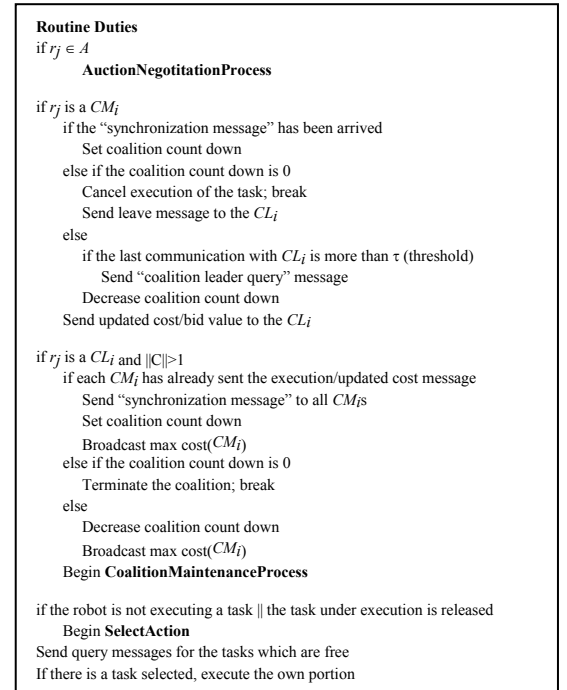 Routine Duties
if rj ∈ A
AuctionNegotitationProcess
if rj is a CMi
if the “synchronization message” has been arrived
Set coalition count down
else if the coalition count down is 0
Cancel execution of the task; break
Send leave message to the CLi
else
if the last communication with CLi is more than τ (threshold)
Send “coalition leader query” message
Decrease coalition count down
Send updated cost/bid value to the CLi
if rj is a CLi and ||C||>1
if each CMi has already sent the execution/updated cost message
Send “synchronization message” to all CMis
Set coalition count down
Broadcast max cost(CMi)
else if the coalition count down is 0
Terminate the coalition; break
else
Decrease coalition count down
Broadcast max cost(CMi)
Begin CoalitionMaintenanceProcess
if the robot is not executing a task || the task under execution is released
Begin SelectAction
Send query messages for the tasks which are free
If there is a task selected, execute the own portion